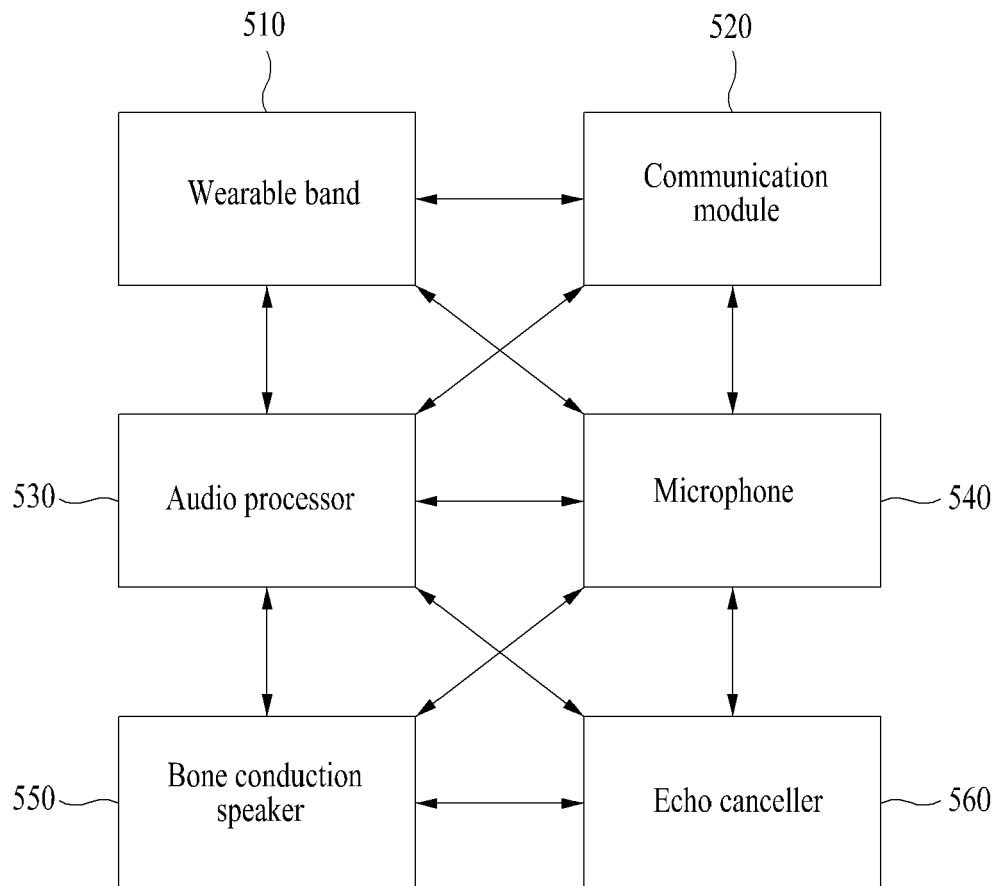 510
520
Wearable band
Communication
module
530
Audio processor
Microphone
540
550
Bone conduction
speaker
Echo canceller
560